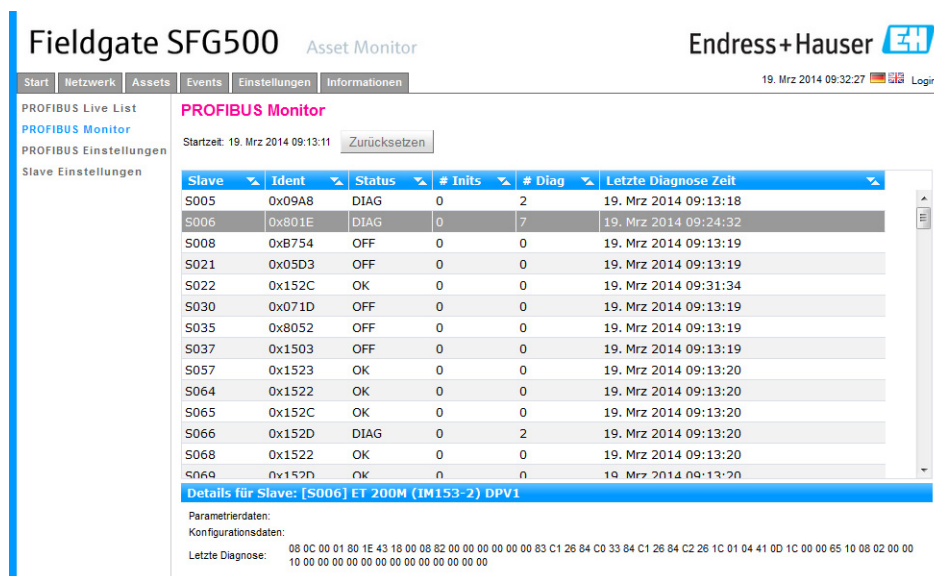 Fieldgate SFG500 Asset Monitor Endress+Hauser EH
Start Netzwerk Assets Events Einstellungen Informationen 19. Mrz 2014 09:32:27 Login
PROFIBUS Live List
PROFIBUS Monitor
PROFIBUS Einstellungen
Slave Einstellungen
PROFIBUS Monitor
Startzeit: 19. Mrz 2014 09:13:11 Zurücksetzen
Slave Ident Status # Inits # Diag Letzte Diagnose Zeit
S005 0x09A8 DIAG 0 2 19. Mrz 2014 09:13:18
S006 0x801E DIAG 0 7 19. Mrz 2014 09:24:32
S008 0xB754 OFF 0 0 19. Mrz 2014 09:13:19
S021 0x05D3 OFF 0 0 19. Mrz 2014 09:13:19
S022 0x152C OK 0 0 19. Mrz 2014 09:31:34
S030 0x071D OFF 0 0 19. Mrz 2014 09:13:19
S035 0x8052 OFF 0 0 19. Mrz 2014 09:13:19
S037 0x1503 OFF 0 0 19. Mrz 2014 09:13:19
S057 0x1523 OK 0 0 19. Mrz 2014 09:13:20
S064 0x1522 OK 0 0 19. Mrz 2014 09:13:20
S065 0x152C OK 0 0 19. Mrz 2014 09:13:20
S066 0x152D DIAG 0 2 19. Mrz 2014 09:13:20
S068 0x1522 OK 0 0 19. Mrz 2014 09:13:20
S069 0x152D OK 0 0 19. Mrz 2014 09:13:20
Details für Slave: [S006] ET 200M (IM153-2) DPV1
Parametrierdaten:
Konfigurationsdaten:
Letzte Diagnose: 08 0C 00 01 80 1E 43 18 00 08 82 00 00 00 00 00 00 83 C1 26 84 C0 33 84 C1 26 84 C2 26 1C 01 04 41 0D 1C 00 00 65 10 08 02 00 00
10 00 00 00 00 00 00 00 00 00 00 00 00